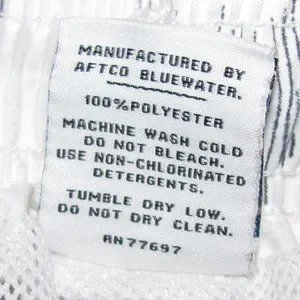 MANUFACTURED BY
AFTCO BLUEWATER.
100%POLYESTER
MACHINE WASH COLD
DO NOT BLEACH.
USE NON-CHLORINATED
DETERGENTS.
TUMBLE DRY LOW.
DO NOT DRY CLEAN.
RN77697